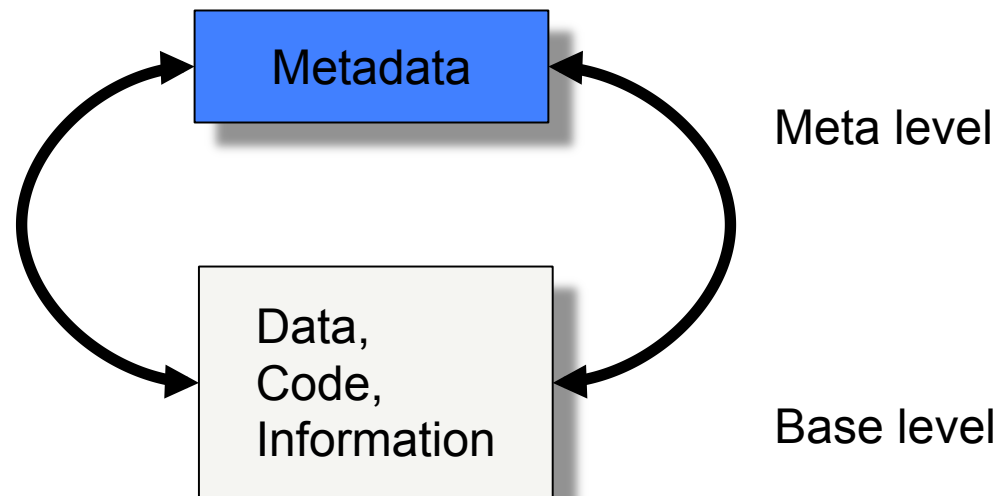 Metadata
Meta level
Data,
Code,
Information
Base level